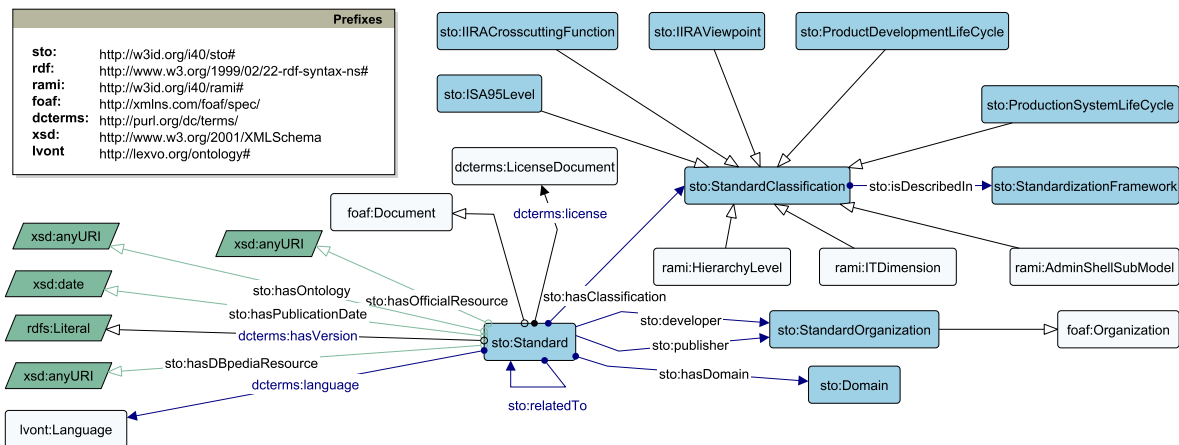 Prefixes
sto: http://w3id.org/i40/sto#
rdf: http://www.w3.org/1999/02/22-rdf-syntax-ns#
rami: http://w3id.org/i40/rami#
foaf: http://xmlns.com/foaf/spec/
dcterms: http://purl.org/dc/terms/
xsd: http://www.w3.org/2001/XMLSchema
lvont http://lexvo.org/ontology#
sto:IIRACrosscuttingFunction
sto:IIRAViewpoint
sto:ProductDevelopmentLifeCycle
sto:ISA95Level
sto:ProductionSystemLifeCycle
dcterms:LicenseDocument
sto:StandardClassification
sto:isDescribedIn
sto:StandardizationFramework
foaf:Document
dcterms:license
xsd:anyURI
xsd:anyURI
rami:HierarchyLevel
rami:ITDimension
rami:AdminShellSubModel
xsd:date
sto:hasOntology
sto:hasOfficialResource
sto:hasClassification
sto:hasPublicationDate
sto:developer
rdfs:Literal
dcterms:hasVersion
sto:Standard
sto:StandardOrganization
foaf:Organization
sto:publisher
sto:hasDBpediaResource
xsd:anyURI
sto:hasDomain
sto:Domain
dcterms:language
sto:relatedTo
lvont:Language